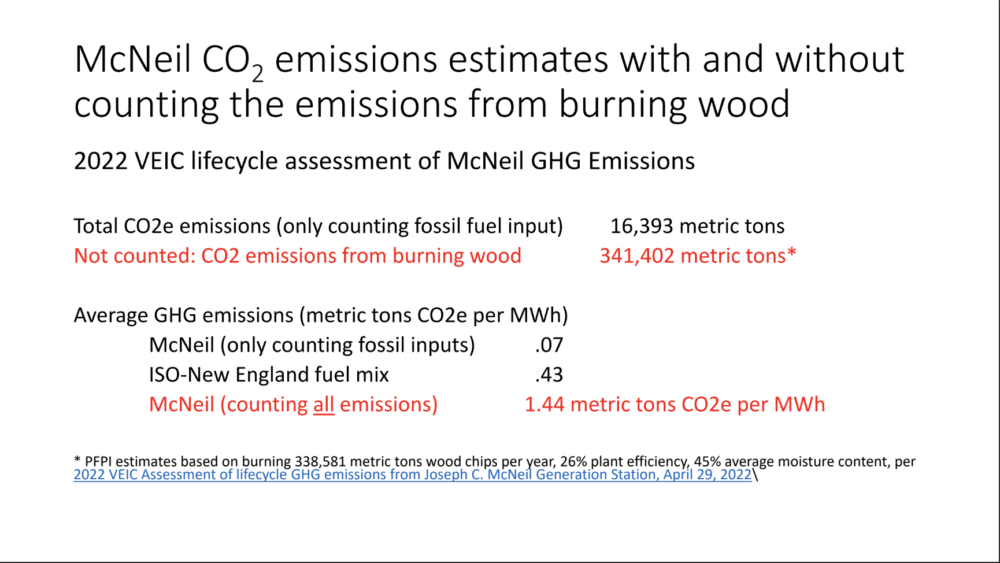 McNeil CO₂ emissions estimates with and without
counting the emissions from burning wood
2022 VEIC lifecycle assessment of McNeil GHG Emissions
Total CO2e emissions (only counting fossil fuel input) 16,393 metric tons
Not counted: CO2 emissions from burning wood 341,402 metric tons*
Average GHG emissions (metric tons CO2e per MWh)
McNeil (only counting fossil inputs) .07
ISO-New England fuel mix .43
McNeil (counting all emissions) 1.44 metric tons CO2e per MWh
* PFPI estimates based on burning 338,581 metric tons wood chips per year, 26% plant efficiency, 45% average moisture content, per
2022 VEIC Assessment of lifecycle GHG emissions from Joseph C. McNeil Generation Station, April 29, 2022\